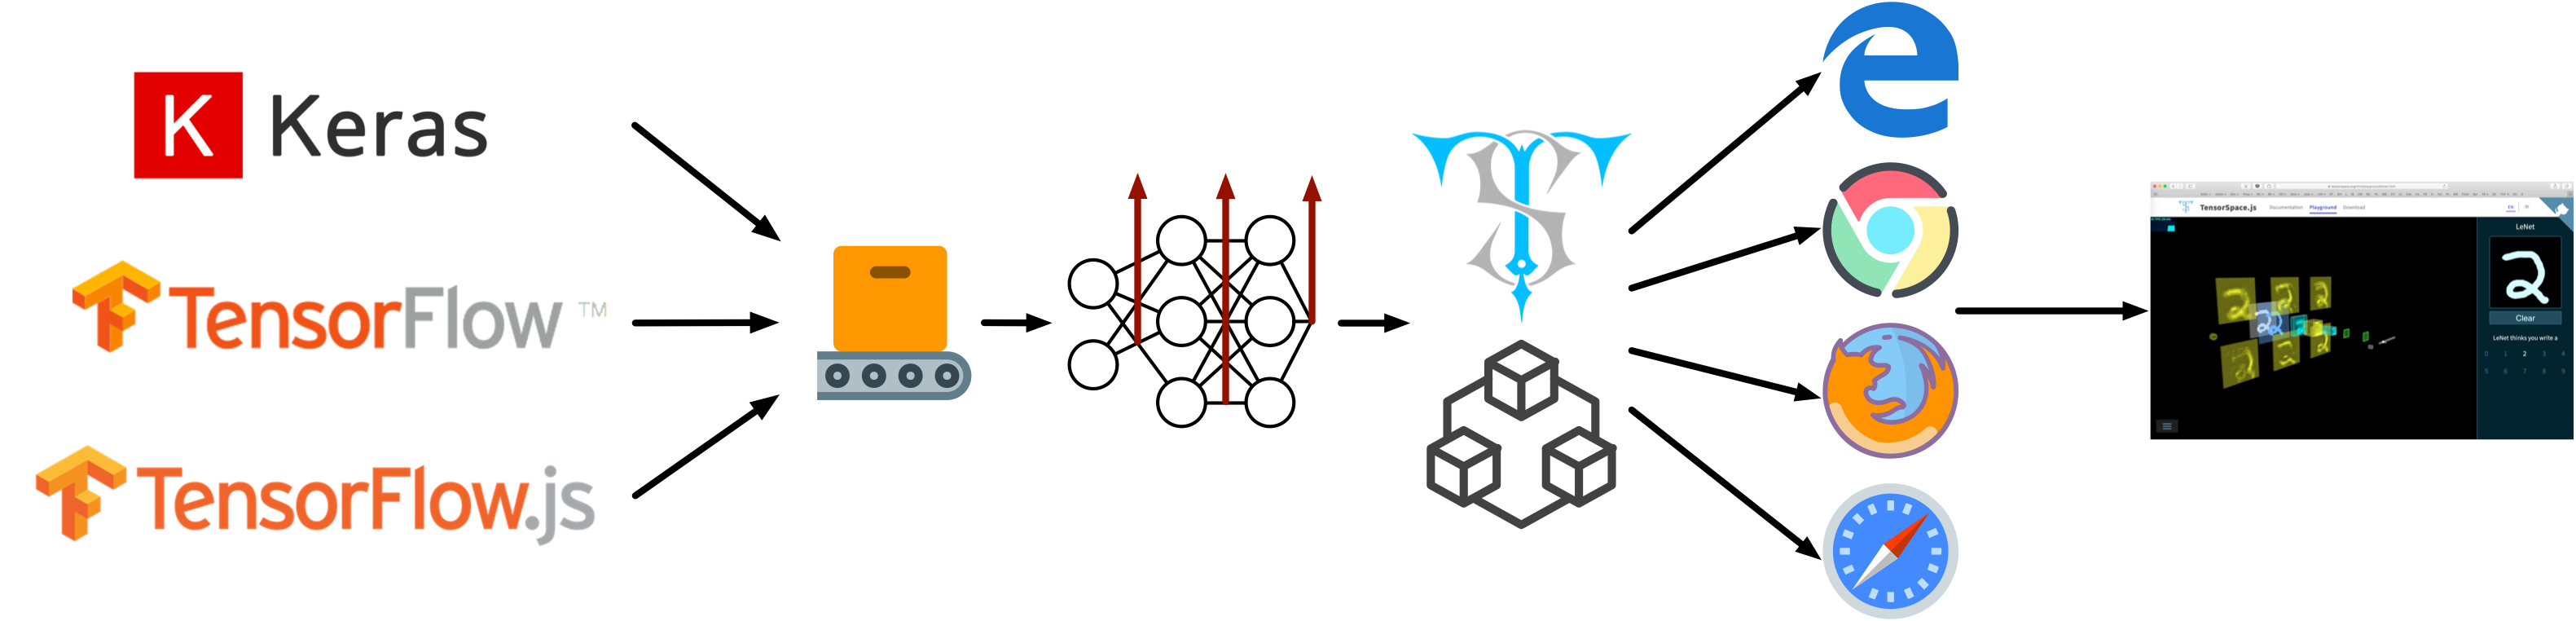 K Keras
TensorFlow ™
TensorFlow.js
TensorSpace.js Documentation Playground Download EN
LeNet
Clear
LeNet thinks you write a
0 1 2 3 4
5 6 7 8 9